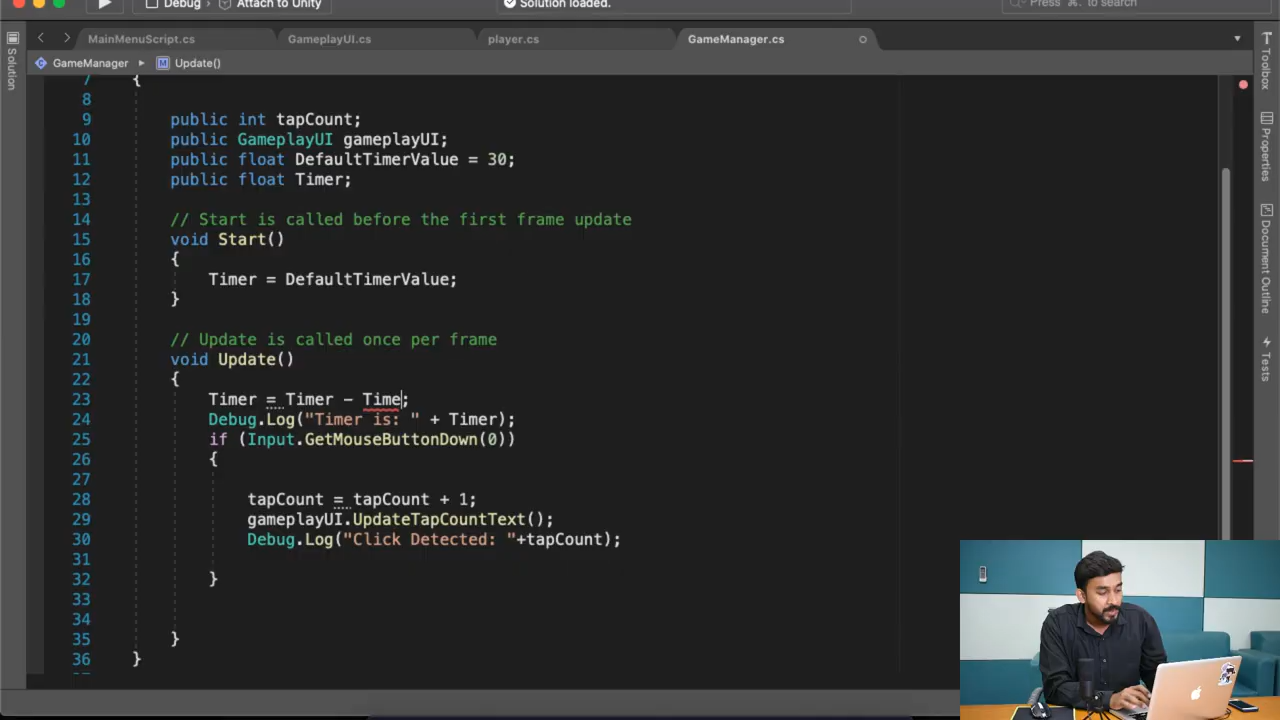 Debug
Attach to Unity
Solution loaded.
Press ⌘. to search
MainMenuScript.cs
GameplayUI.cs
player.cs
GameManager.cs
GameManager
Update()
Solution
Toolbox
Properties
Document Outline
Tests
7 {
8
9 public int tapCount;
10 public GameplayUI gameplayUI;
11 public float DefaultTimerValue = 30;
12 public float Timer;
13
14 // Start is called before the first frame update
15 void Start()
16 {
17 Timer = DefaultTimerValue;
18 }
19
20 // Update is called once per frame
21 void Update()
22 {
23 Timer = Timer - Time;
24 Debug.Log("Timer is: " + Timer);
25 if (Input.GetMouseButtonDown(0))
26 {
27
28 tapCount = tapCount + 1;
29 gameplayUI.UpdateTapCountText();
30 Debug.Log("Click Detected: "+tapCount);
31
32 }
33
34
35 }
36 }